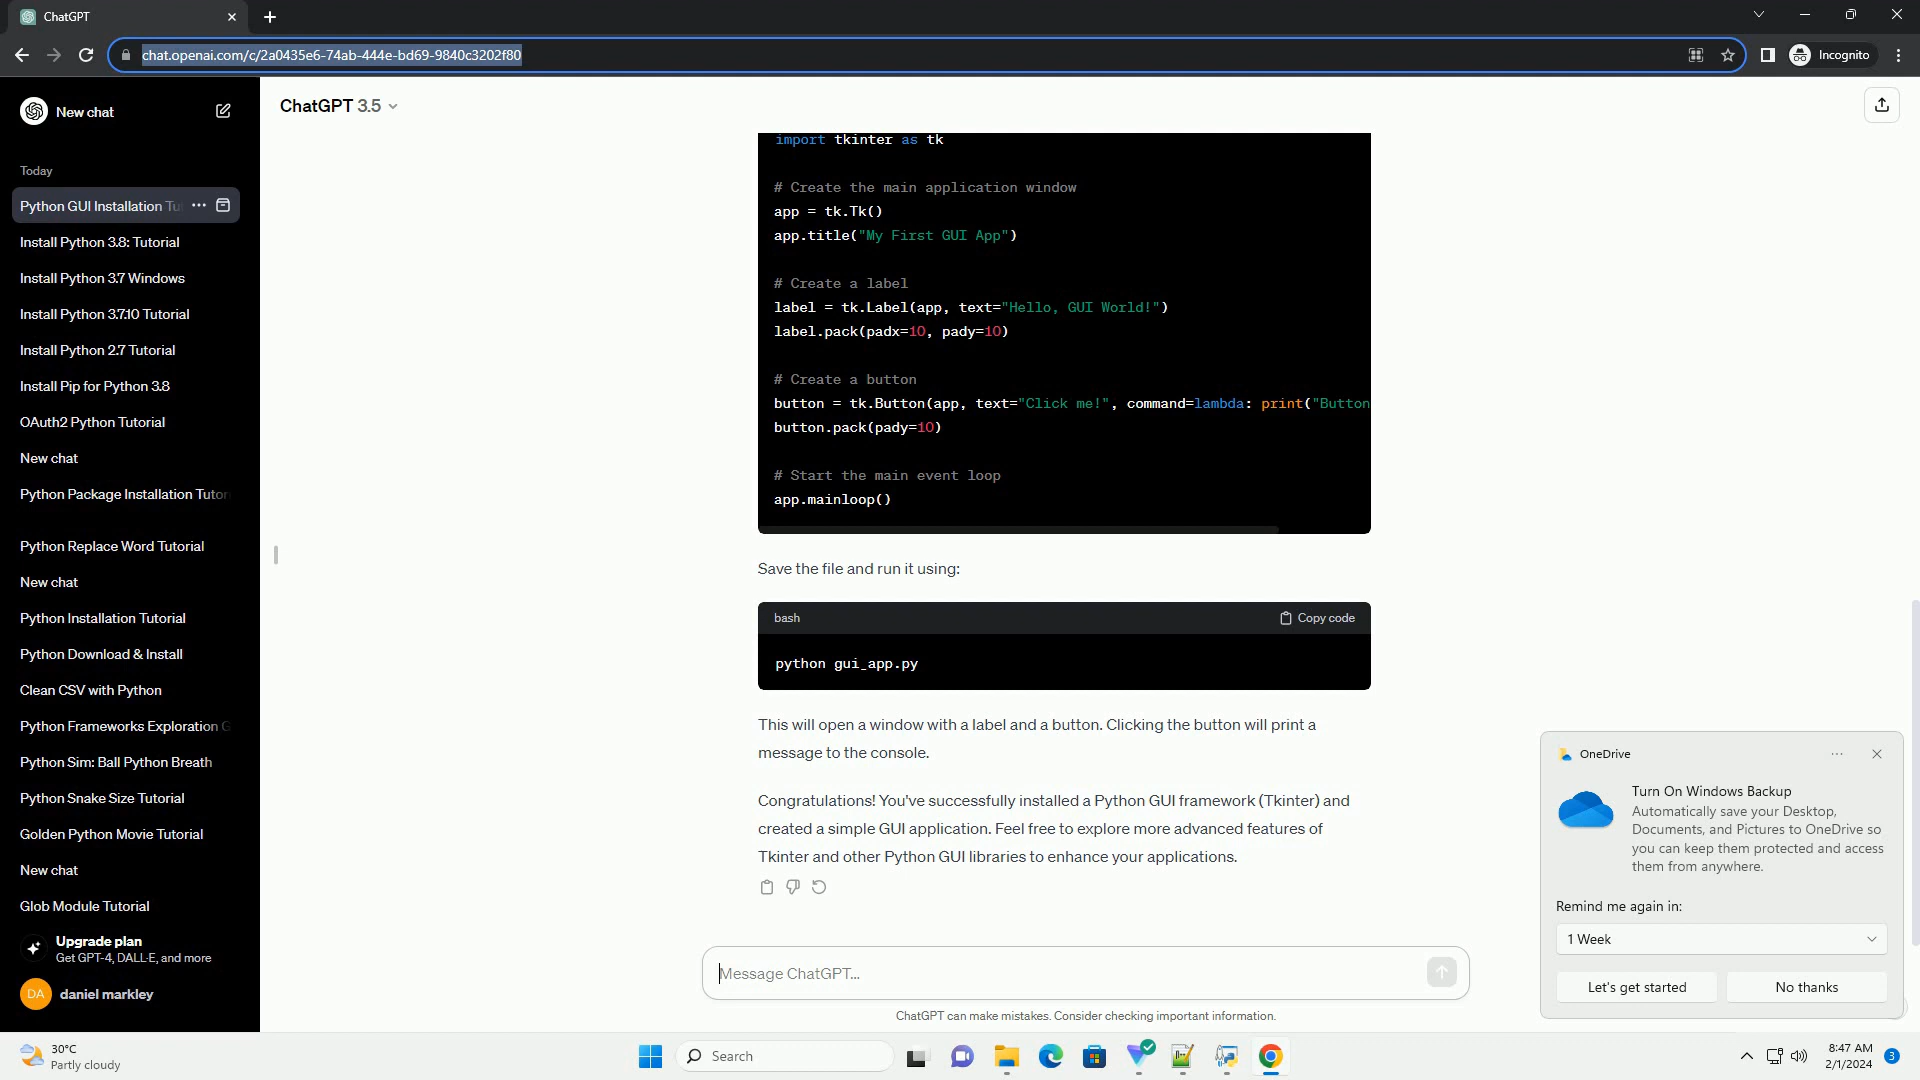 ChatGPT
chat.openai.com/c/2a0435e6-74ab-444e-bd69-9840c3202f80
Incognito
New chat
ChatGPT 3.5
Today
Python GUI Installation Tu
Install Python 3.8: Tutorial
Install Python 3.7 Windows
Install Python 3.7.10 Tutorial
Install Python 2.7 Tutorial
Install Pip for Python 3.8
OAuth2 Python Tutorial
New chat
Python Package Installation Tutor
Python Replace Word Tutorial
New chat
Python Installation Tutorial
Python Download & Install
Clean CSV with Python
Python Frameworks Exploration G
Python Sim: Ball Python Breath
Python Snake Size Tutorial
Golden Python Movie Tutorial
New chat
Glob Module Tutorial
Upgrade plan
Get GPT-4, DALL·E, and more
DA daniel markley
import tkinter as tk
# Create the main application window
app = tk.Tk()
app.title("My First GUI App")
# Create a label
label = tk.Label(app, text="Hello, GUI World!")
label.pack(padx=10, pady=10)
# Create a button
button = tk.Button(app, text="Click me!", command=lambda: print("Button
button.pack(pady=10)
# Start the main event loop
app.mainloop()
Save the file and run it using:
bash
Copy code
python gui_app.py
This will open a window with a label and a button. Clicking the button will print a
message to the console.
Congratulations! You've successfully installed a Python GUI framework (Tkinter) and
created a simple GUI application. Feel free to explore more advanced features of
Tkinter and other Python GUI libraries to enhance your applications.
Message ChatGPT...
ChatGPT can make mistakes. Consider checking important information.
OneDrive
Turn On Windows Backup
Automatically save your Desktop,
Documents, and Pictures to OneDrive so
you can keep them protected and access
them from anywhere.
Remind me again in:
1 Week
Let's get started
No thanks
30°C
Partly cloudy
Search
8:47 AM
2/1/2024
3